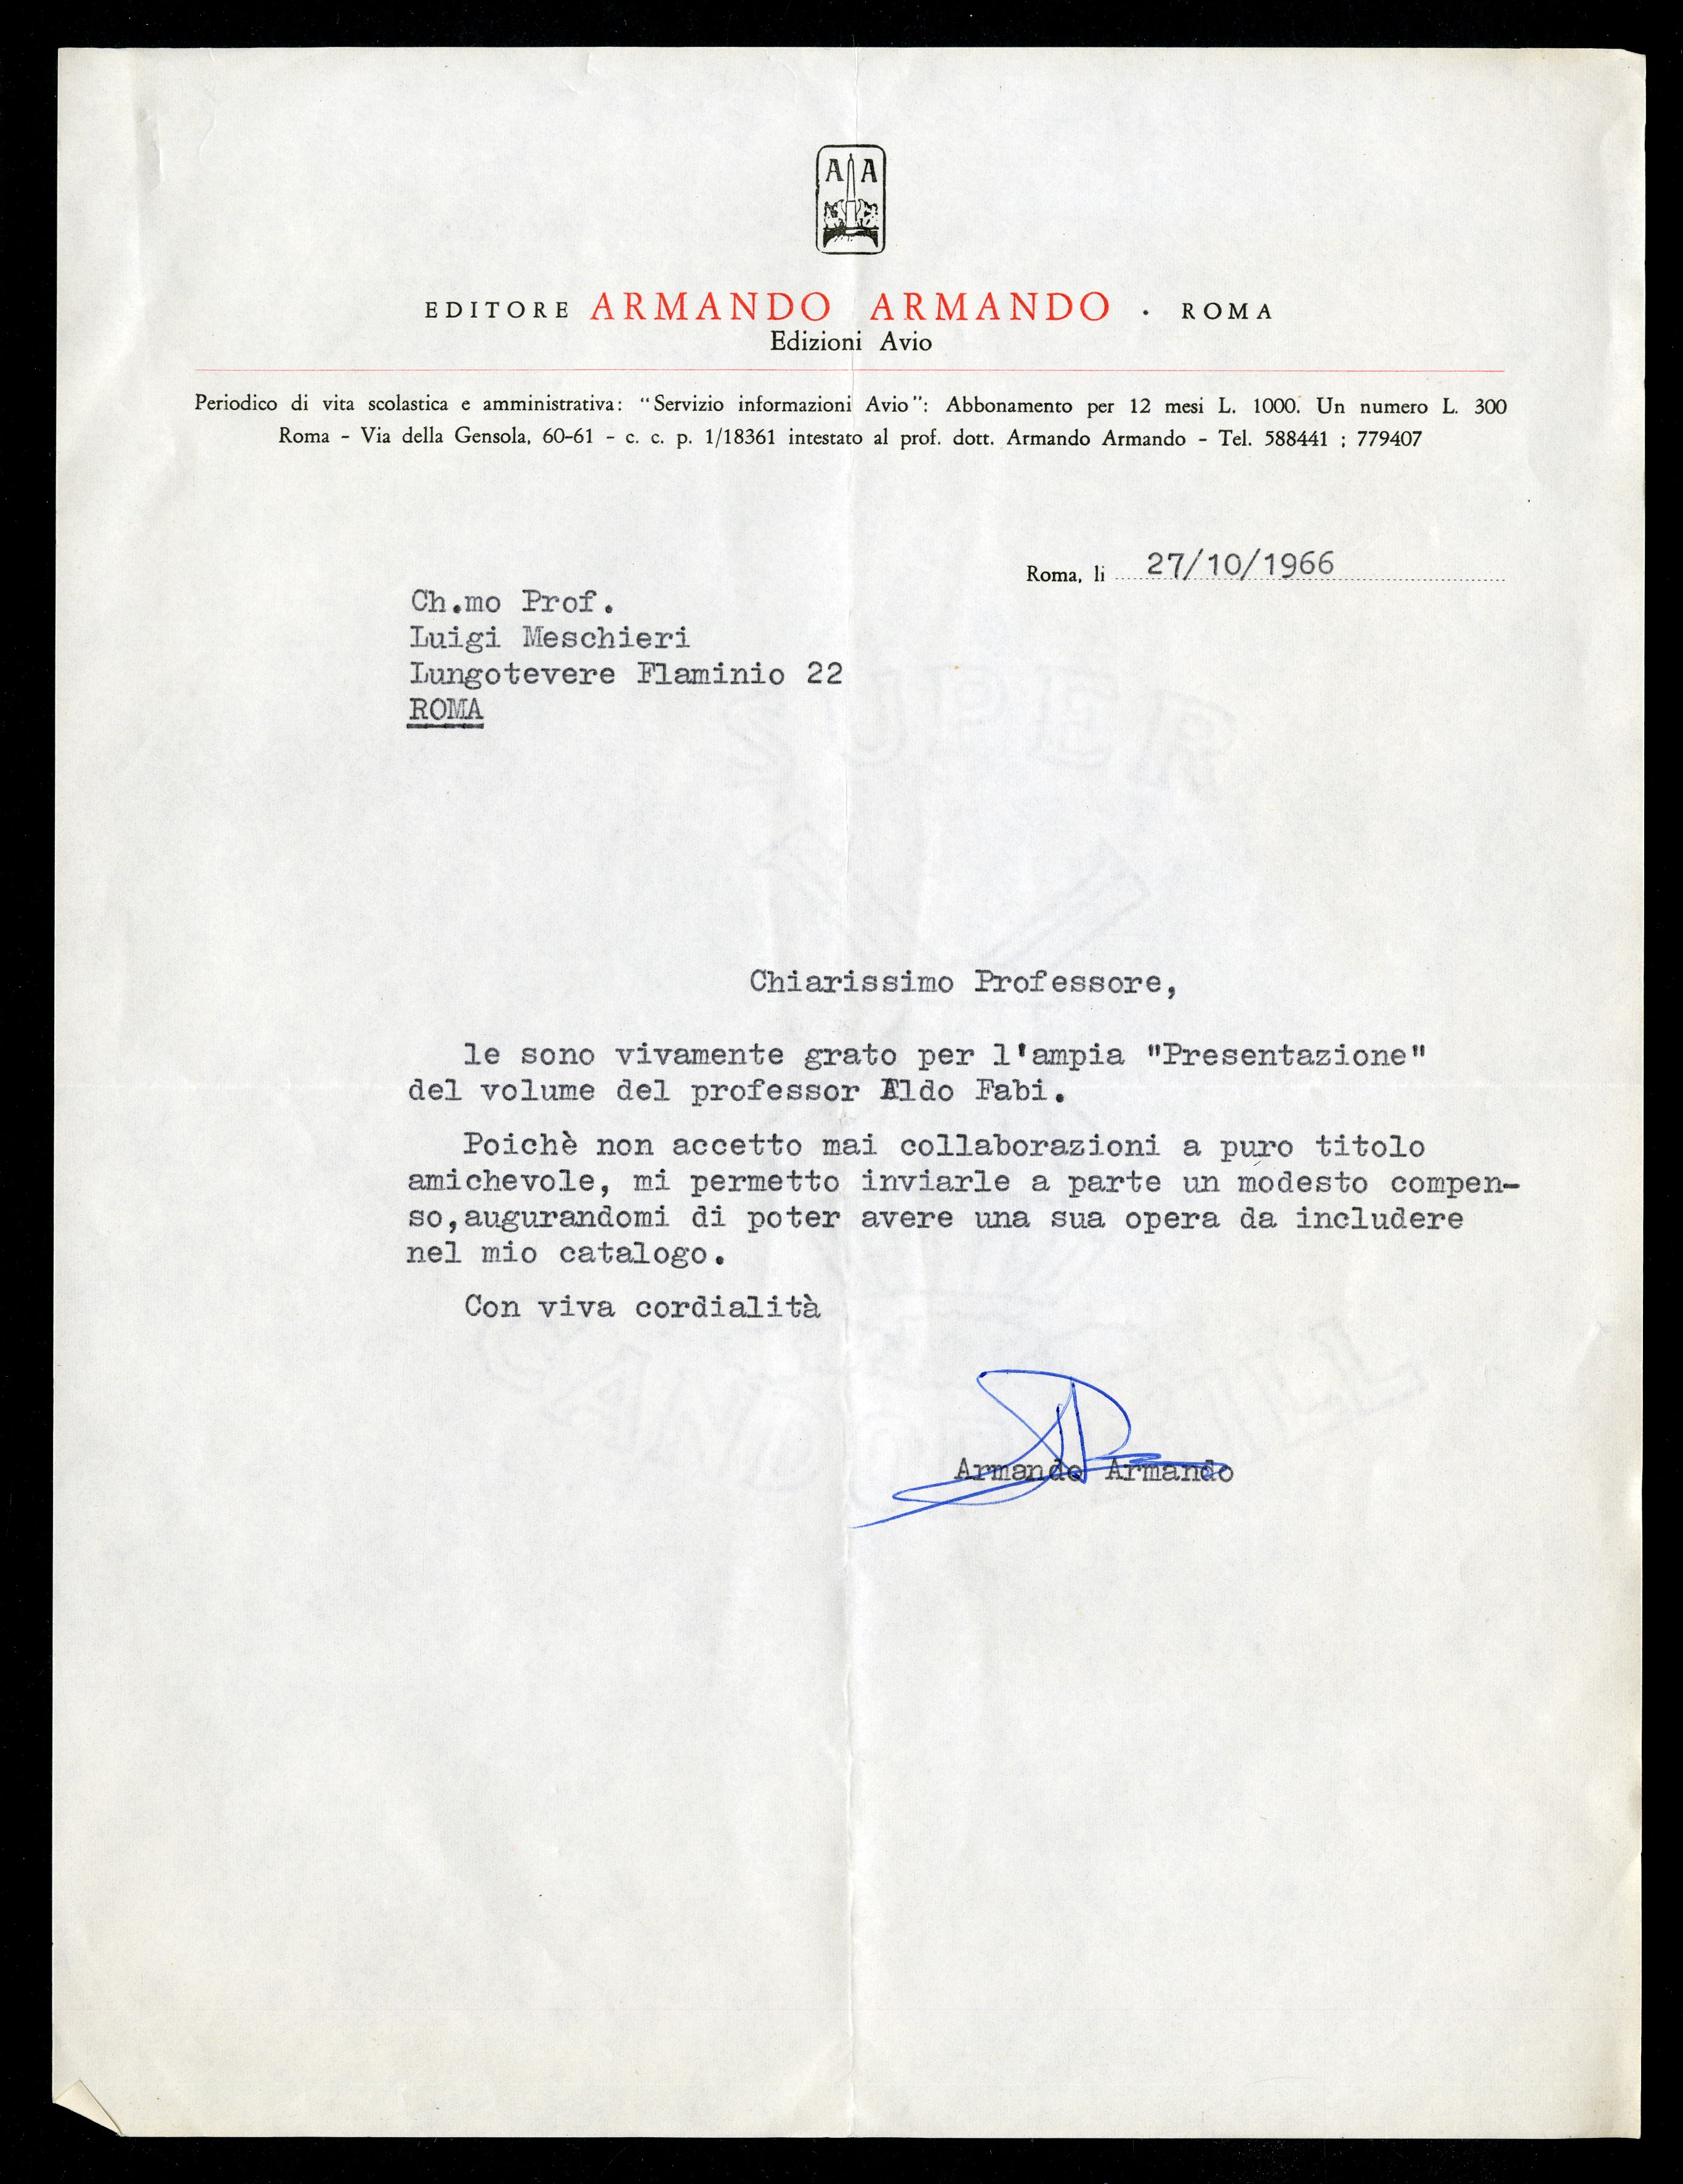 A A
EDITORE ARMANDO ARMANDO · ROMA
Edizioni Avio
Periodico di vita scolastica e amministrativa: “Servizio informazioni Avio”: Abbonamento per 12 mesi L. 1000. Un numero L. 300
Roma - Via della Gensola, 60-61 - c. c. p. 1/18361 intestato al prof. dott. Armando Armando - Tel. 588441 ; 779407
Roma, li 27/10/1966
Ch.mo Prof.
Luigi Meschieri
Lungotevere Flaminio 22
ROMA
Chiarissimo Professore,
le sono vivamente grato per l'ampia "Presentazione"
del volume del professor Aldo Fabi.
Poichè non accetto mai collaborazioni a puro titolo
amichevole, mi permetto inviarle a parte un modesto compen-
so,augurandomi di poter avere una sua opera da includere
nel mio catalogo.
Con viva cordialità
Armando Armando